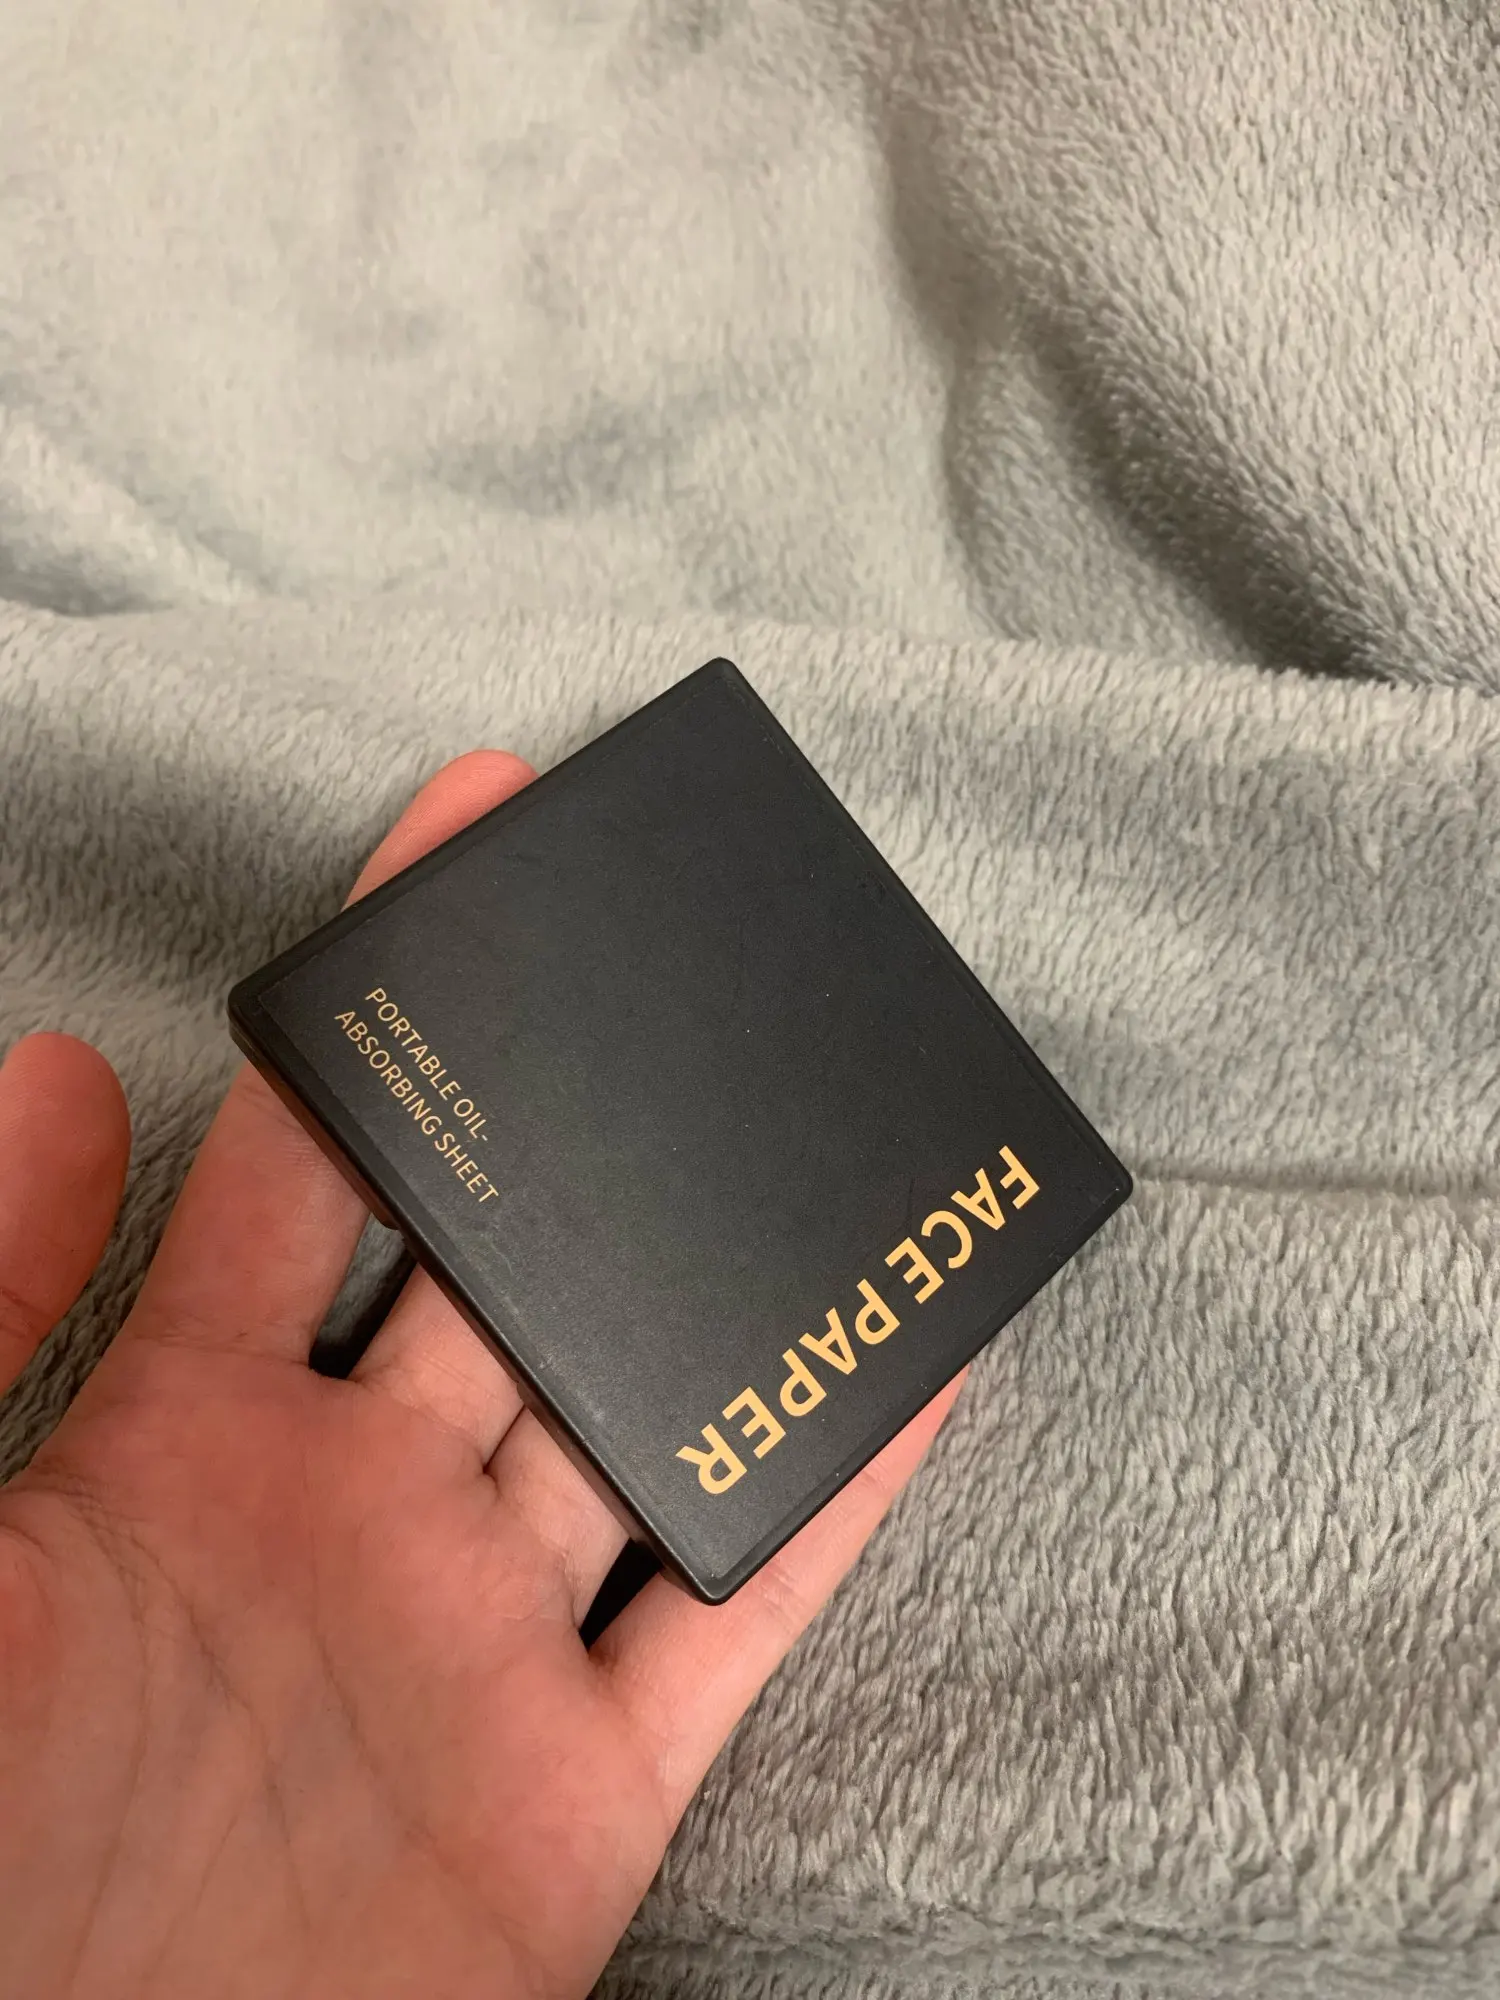 FACE PAPER
PORTABLE OIL-
ABSORBING SHEET